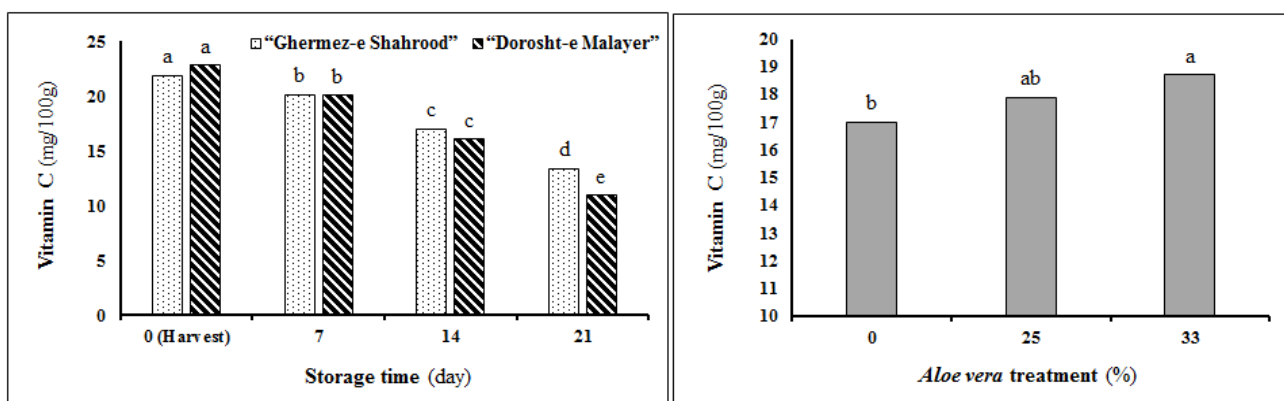 25
20
15
10
5
0
Vitamin C (mg/100g)
"Ghermez-e Shahrood" "Dorosht-e Malayer"
a a
b b
c c
d
e
0 (Harvest) 7 14 21
Storage time (day)
20
19
18
17
16
15
14
13
12
11
10
Vitamin C (mg/100g)
b
ab
a
0 25 33
Aloe vera treatment (%)